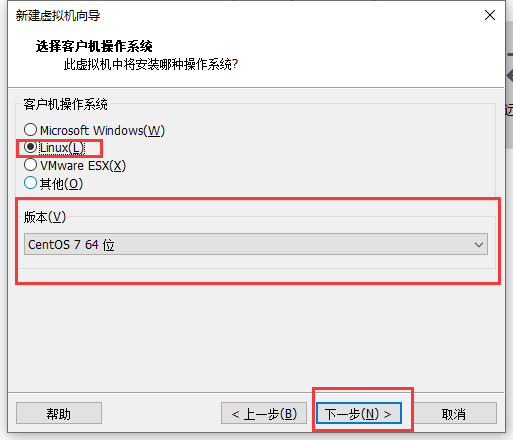 新建虚拟机向导
选择客户机操作系统
此虚拟机中将安装哪种操作系统?
客户机操作系统
Microsoft Windows(W)
Linux(L)
VMware ESX(X)
其他(O)
版本(V)
CentOS 7 64 位
帮助
< 上一步(B)
下一步(N) >
取消